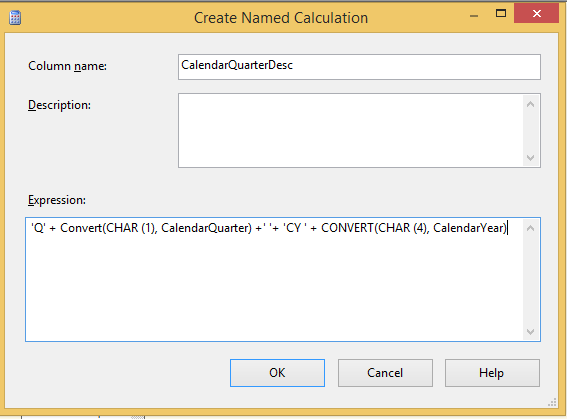 Create Named Calculation
Column name:
CalendarQuarterDesc
Description:
Expression:
'Q' + Convert(CHAR (1), CalendarQuarter) +' '+ 'CY ' + CONVERT(CHAR (4), CalendarYear)
OK
Cancel
Help